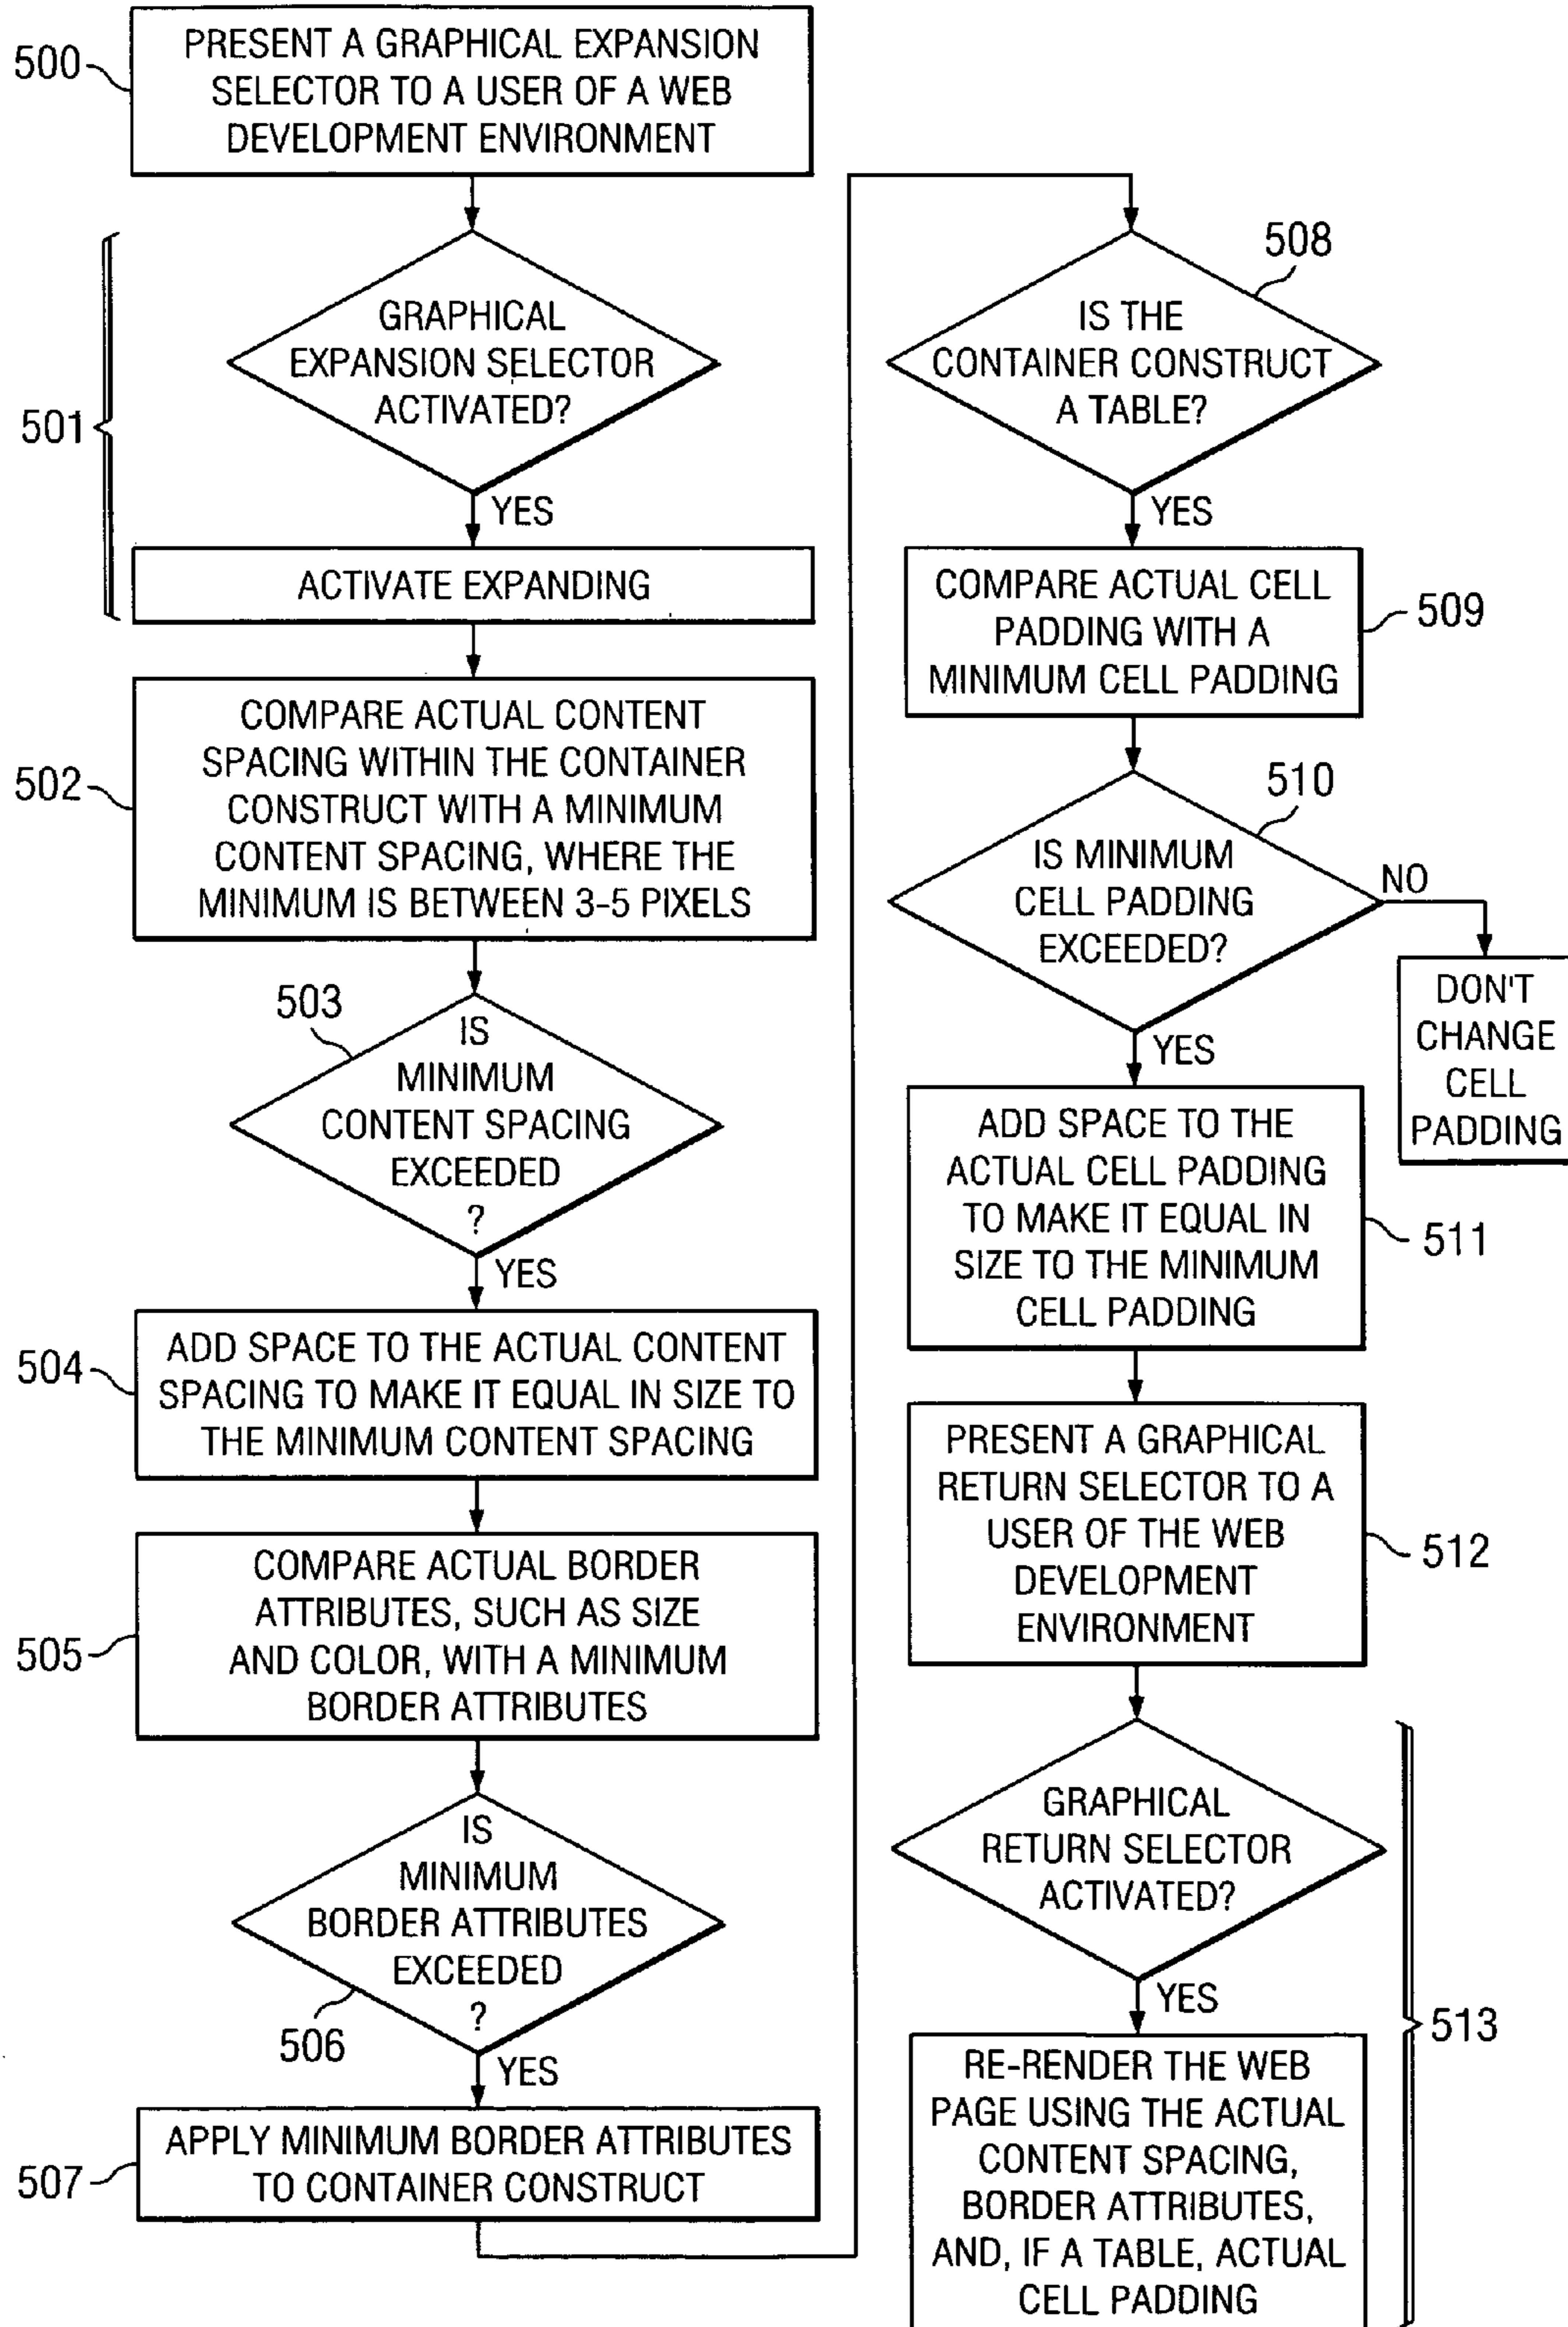 500
PRESENT A GRAPHICAL EXPANSION
SELECTOR TO A USER OF A WEB
DEVELOPMENT ENVIRONMENT
501
GRAPHICAL
EXPANSION SELECTOR
ACTIVATED?
YES
ACTIVATE EXPANDING
502
COMPARE ACTUAL CONTENT
SPACING WITHIN THE CONTAINER
CONSTRUCT WITH A MINIMUM
CONTENT SPACING, WHERE THE
MINIMUM IS BETWEEN 3-5 PIXELS
503
IS
MINIMUM
CONTENT SPACING
EXCEEDED
?
YES
504
ADD SPACE TO THE ACTUAL CONTENT
SPACING TO MAKE IT EQUAL IN SIZE TO
THE MINIMUM CONTENT SPACING
505
COMPARE ACTUAL BORDER
ATTRIBUTES, SUCH AS SIZE
AND COLOR, WITH A MINIMUM
BORDER ATTRIBUTES
IS
MINIMUM
BORDER ATTRIBUTES
EXCEEDED
?
506
YES
507
APPLY MINIMUM BORDER ATTRIBUTES
TO CONTAINER CONSTRUCT
508
IS THE
CONTAINER CONSTRUCT
A TABLE?
YES
COMPARE ACTUAL CELL
PADDING WITH A
MINIMUM CELL PADDING
509
510
IS MINIMUM
CELL PADDING
EXCEEDED?
NO
DON'T
CHANGE
CELL
PADDING
YES
ADD SPACE TO THE
ACTUAL CELL PADDING
TO MAKE IT EQUAL IN
SIZE TO THE MINIMUM
CELL PADDING
511
PRESENT A GRAPHICAL
RETURN SELECTOR TO A
USER OF THE WEB
DEVELOPMENT
ENVIRONMENT
512
GRAPHICAL
RETURN SELECTOR
ACTIVATED?
YES
513
RE-RENDER THE WEB
PAGE USING THE ACTUAL
CONTENT SPACING,
BORDER ATTRIBUTES,
AND, IF A TABLE, ACTUAL
CELL PADDING